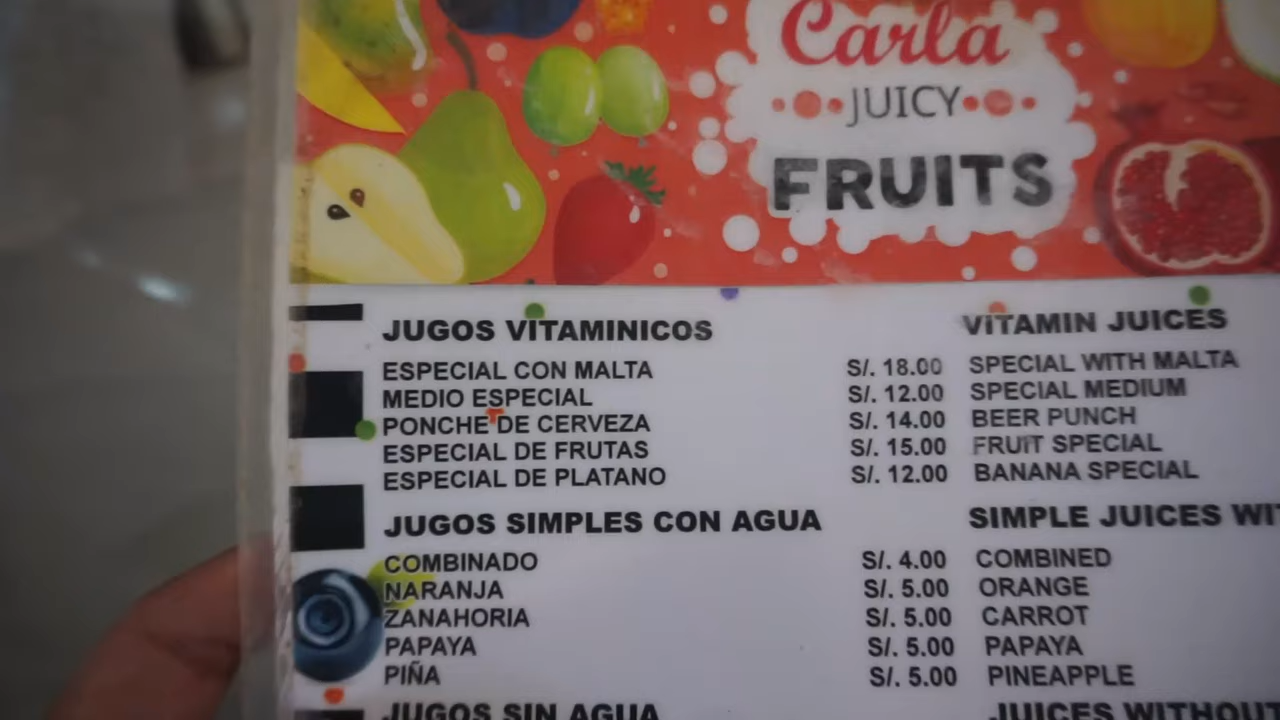 Carla
JUICY
FRUITS
JUGOS VITAMINICOS VITAMIN JUICES
ESPECIAL CON MALTA S/. 18.00 SPECIAL WITH MALTA
MEDIO ESPECIAL S/. 12.00 SPECIAL MEDIUM
PONCHE DE CERVEZA S/. 14.00 BEER PUNCH
ESPECIAL DE FRUTAS S/. 15.00 FRUIT SPECIAL
ESPECIAL DE PLATANO S/. 12.00 BANANA SPECIAL
JUGOS SIMPLES CON AGUA SIMPLE JUICES WI
COMBINADO S/. 4.00 COMBINED
NARANJA S/. 5.00 ORANGE
ZANAHORIA S/. 5.00 CARROT
PAPAYA S/. 5.00 PAPAYA
PIÑA S/. 5.00 PINEAPPLE
JUGOS SIN AGUA JUICES WITHOUT